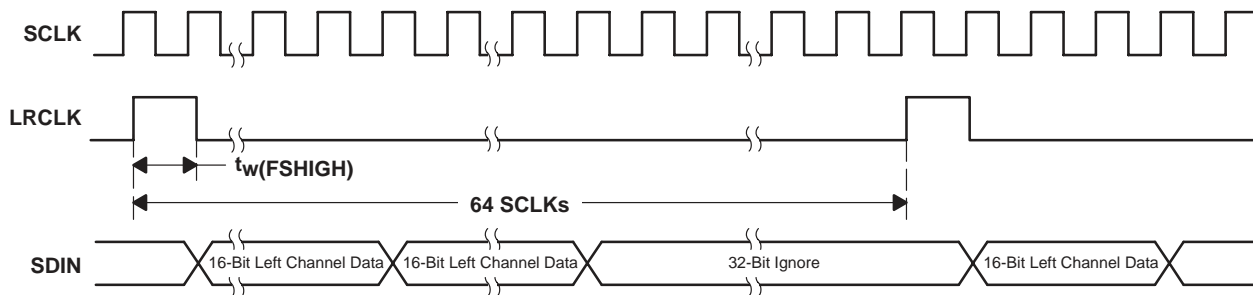 SCLK
LRCLK
tw(FSHIGH)
64 SCLKs
SDIN
16-Bit Left Channel Data
16-Bit Left Channel Data
32-Bit Ignore
16-Bit Left Channel Data